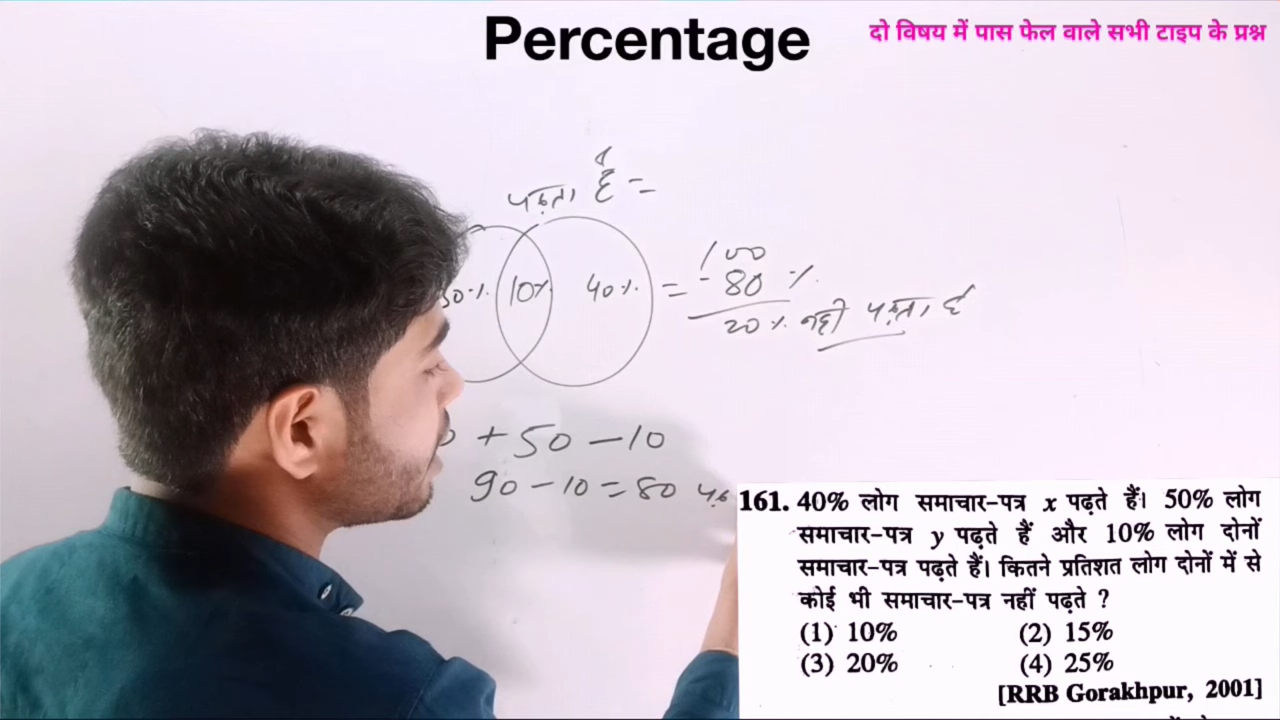 Percentage
दो विषय में पास फेल वाले सभी टाइप के प्रश्न
पढ़ता है =
10% 40% = 100
- 80 %
20% नहीं पढ़ता है
+ 50 - 10
90 - 10 = 80
161. 40% लोग समाचार-पत्र x पढ़ते हैं। 50% लोग
समाचार-पत्र y पढ़ते हैं और 10% लोग दोनों
समाचार-पत्र पढ़ते हैं। कितने प्रतिशत लोग दोनों में से
कोई भी समाचार-पत्र नहीं पढ़ते ?
(1) 10% (2) 15%
(3) 20% (4) 25%
[RRB Gorakhpur, 2001]